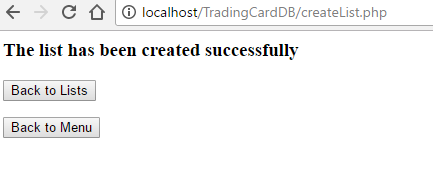 localhost/TradingCardDB/createList.php
The list has been created successfully
Back to Lists
Back to Menu